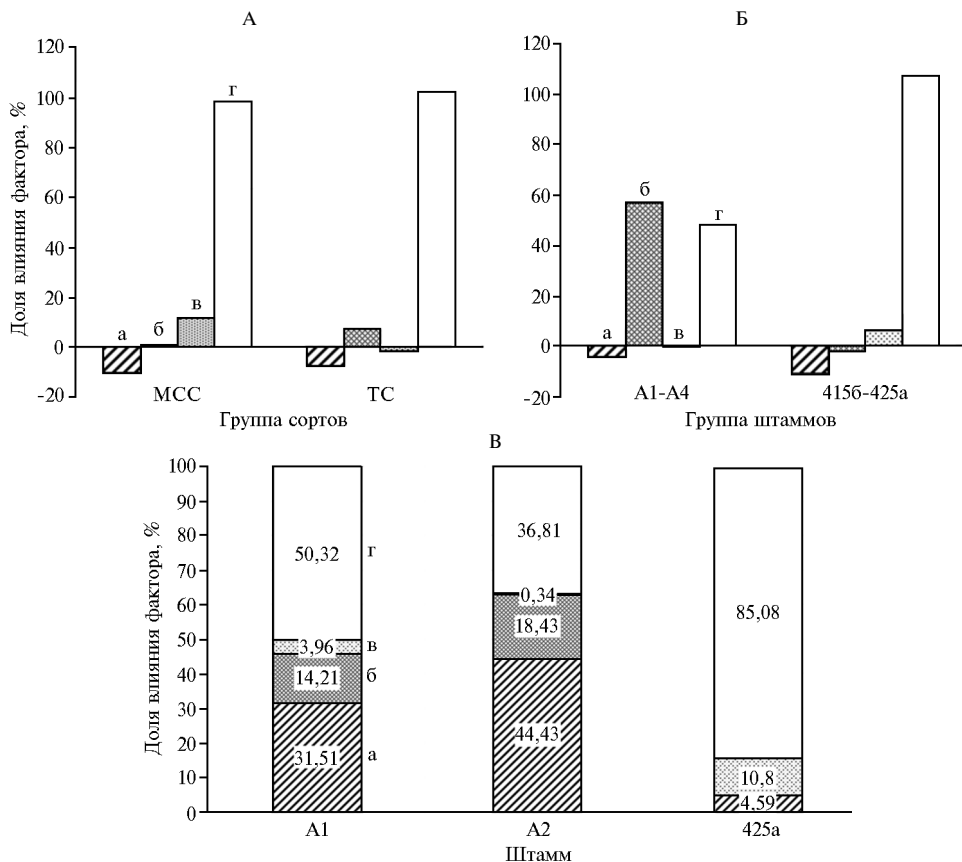 А
Доля влияния фактора, %
120
100
80
60
40
20
0
-20
а
б
в
г
МСС
ТС
Группа сортов
Б
Доля влияния фактора, %
120
100
80
60
40
20
0
-20
а
б
в
г
А1-А4
415б-425а
Группа штаммов
В
Доля влияния фактора, %
100
90
80
70
60
50
40
30
20
10
0
50,32
3,96
14,21
31,51
г
в
б
а
36,81
0,34
18,43
44,43
85,08
10,8
4,59
А1
А2
425а
Штамм